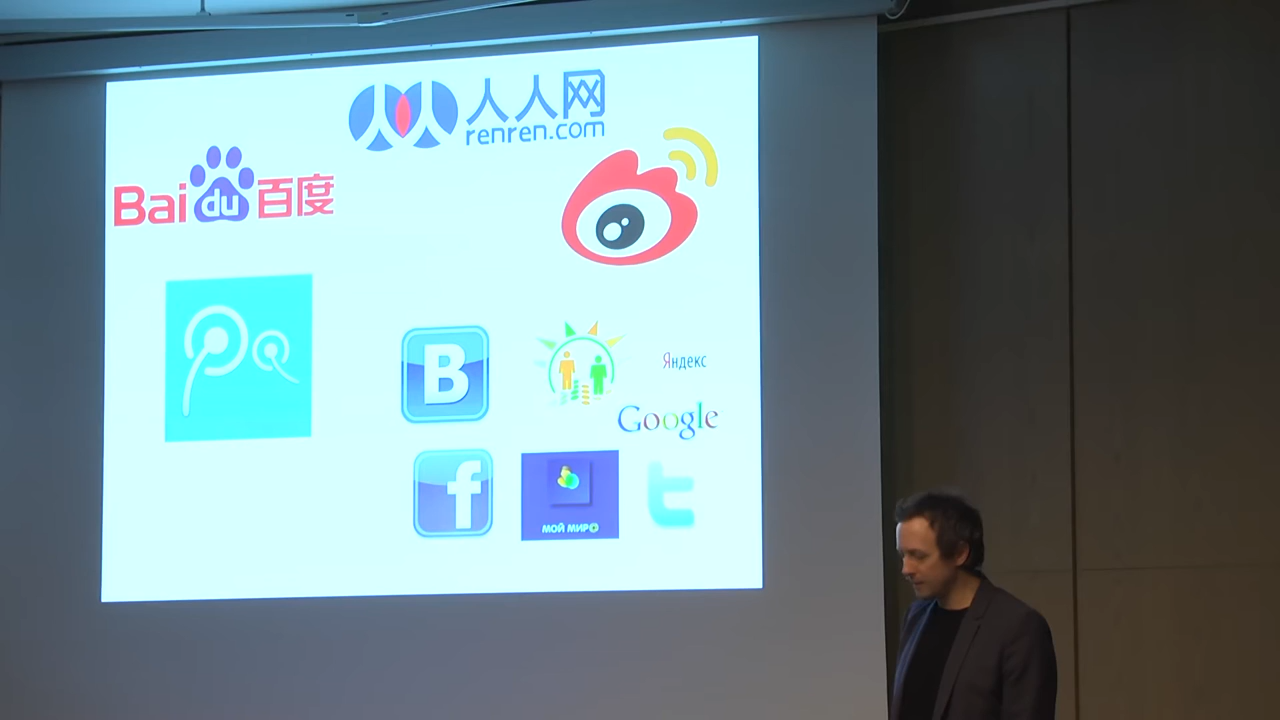 人人网
renren.com
Bai du 百度
B
Яндекс
Google
f
МОЙ МИР
t